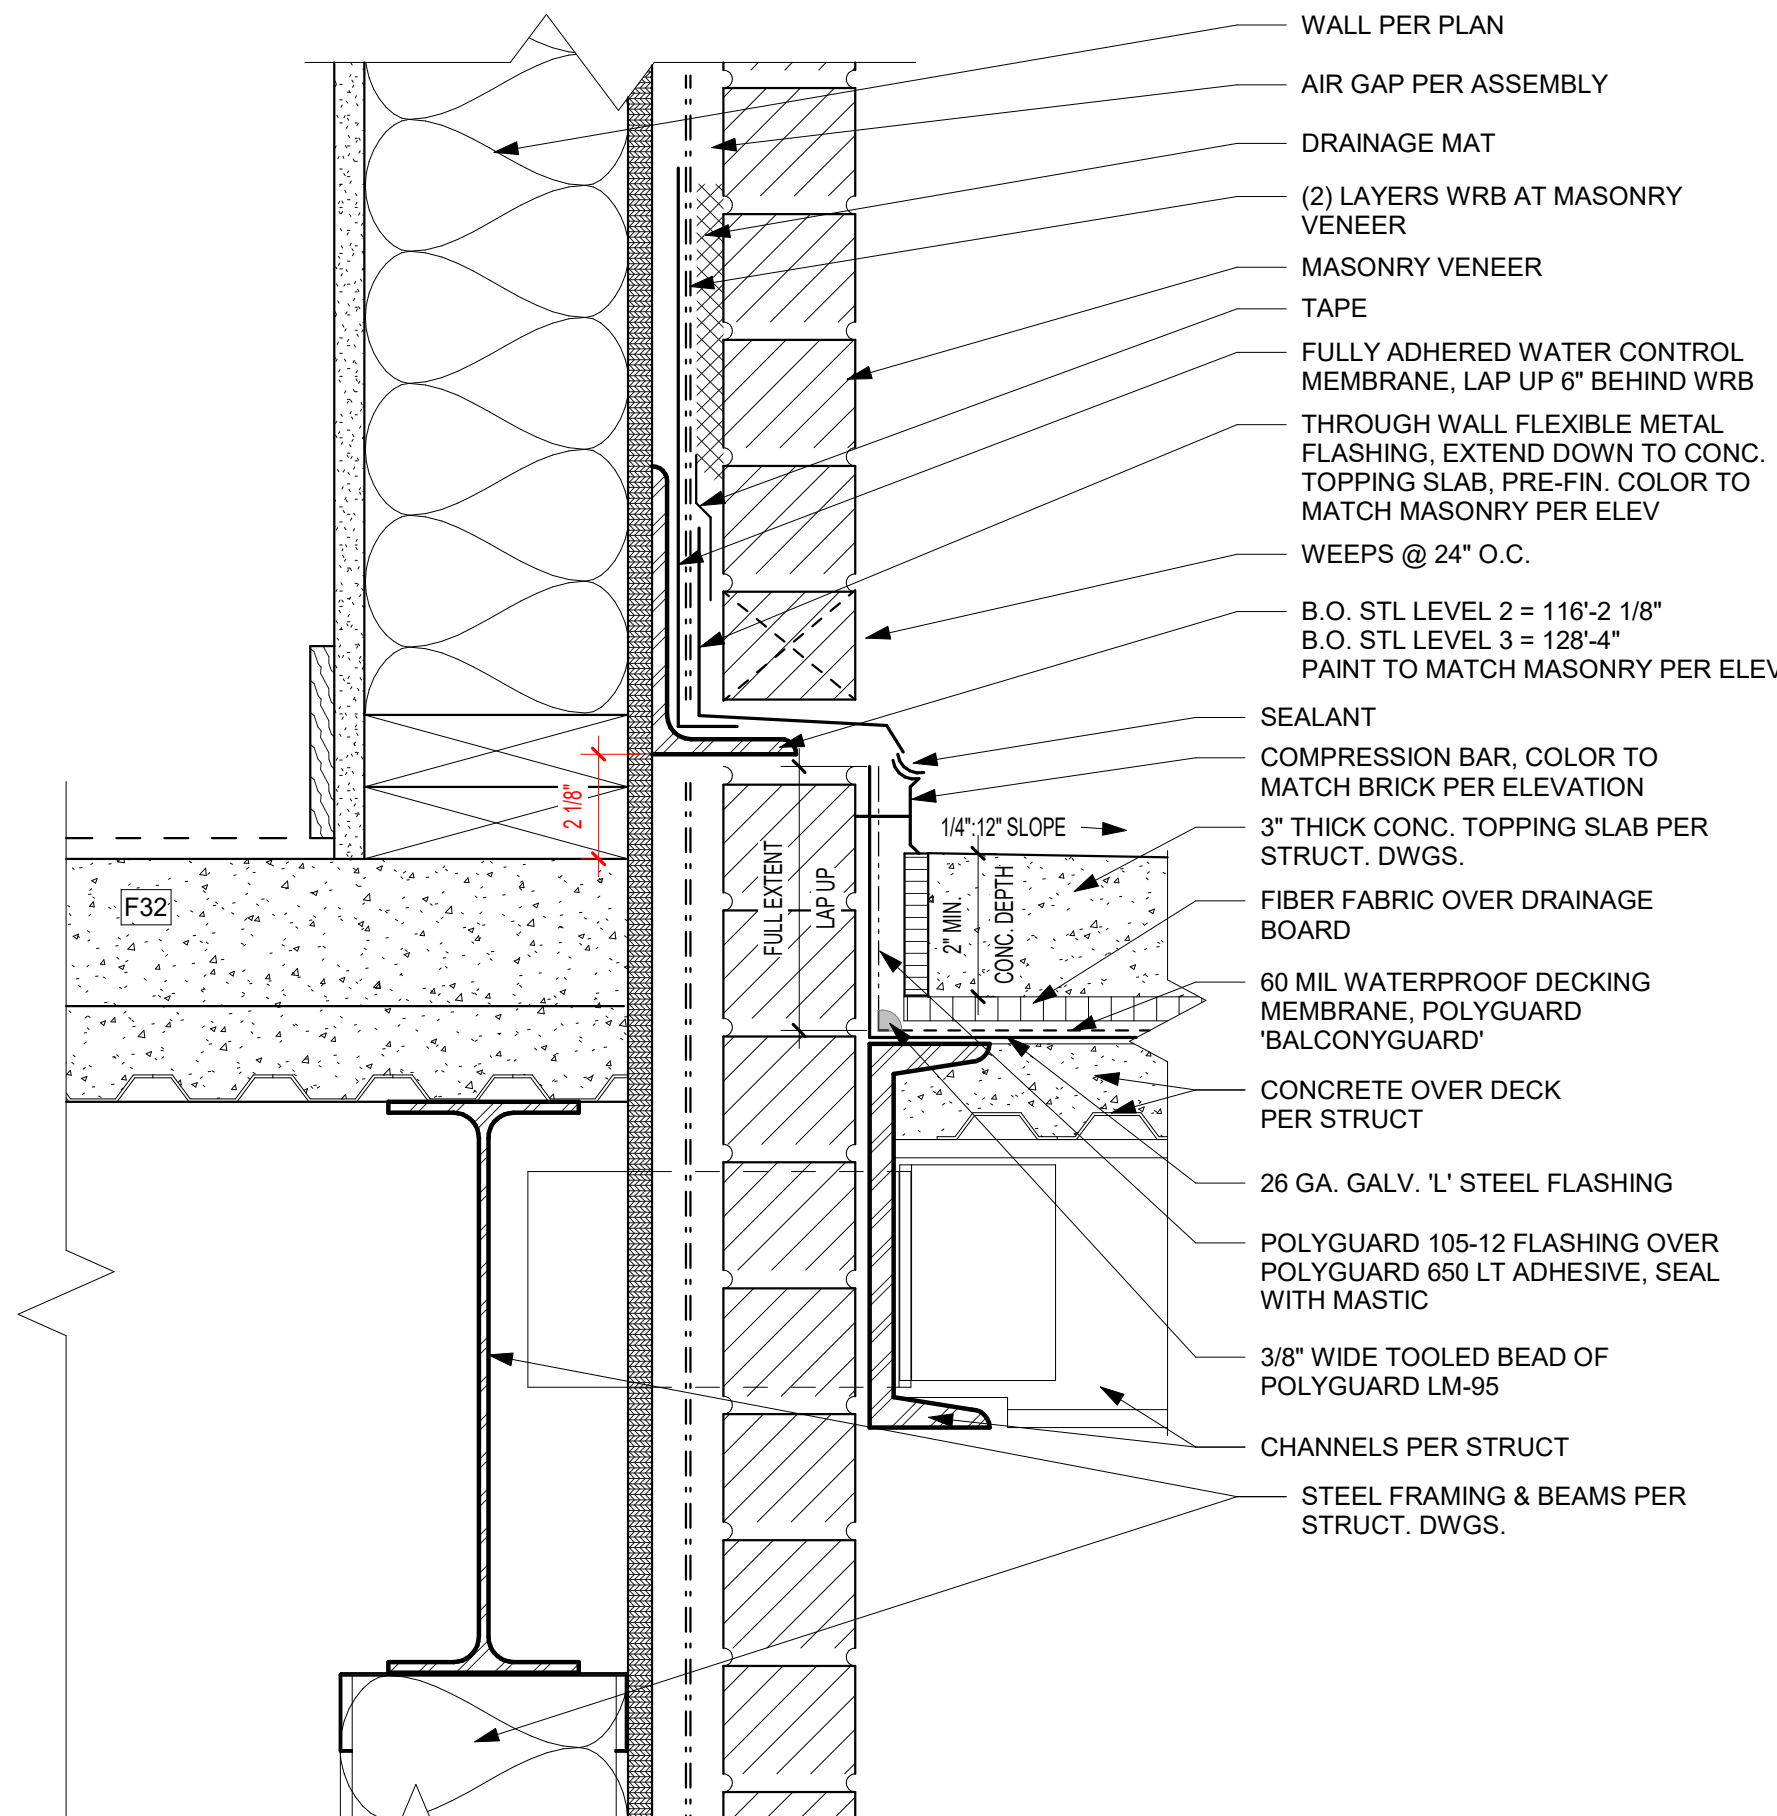 WALL PER PLAN
AIR GAP PER ASSEMBLY
DRAINAGE MAT
(2) LAYERS WRB AT MASONRY
VENEER
MASONRY VENEER
TAPE
FULLY ADHERED WATER CONTROL
MEMBRANE, LAP UP 6" BEHIND WRB
THROUGH WALL FLEXIBLE METAL
FLASHING, EXTEND DOWN TO CONC.
TOPPING SLAB, PRE-FIN. COLOR TO
MATCH MASONRY PER ELEV
WEEPS @ 24" O.C.
B.O. STL LEVEL 2 = 116'-2 1/8"
B.O. STL LEVEL 3 = 128'-4"
PAINT TO MATCH MASONRY PER ELEV
SEALANT
COMPRESSION BAR, COLOR TO
MATCH BRICK PER ELEVATION
3" THICK CONC. TOPPING SLAB PER
STRUCT. DWGS.
FIBER FABRIC OVER DRAINAGE
BOARD
60 MIL WATERPROOF DECKING
MEMBRANE, POLYGUARD
'BALCONYGUARD'
CONCRETE OVER DECK
PER STRUCT
26 GA. GALV. 'L' STEEL FLASHING
POLYGUARD 105-12 FLASHING OVER
POLYGUARD 650 LT ADHESIVE, SEAL
WITH MASTIC
3/8" WIDE TOOLED BEAD OF
POLYGUARD LM-95
CHANNELS PER STRUCT
STEEL FRAMING & BEAMS PER
STRUCT. DWGS.
2 1/8"
F32
FULL EXTENT
LAP UP
1/4":12" SLOPE
2" MIN.
CONC. DEPTH